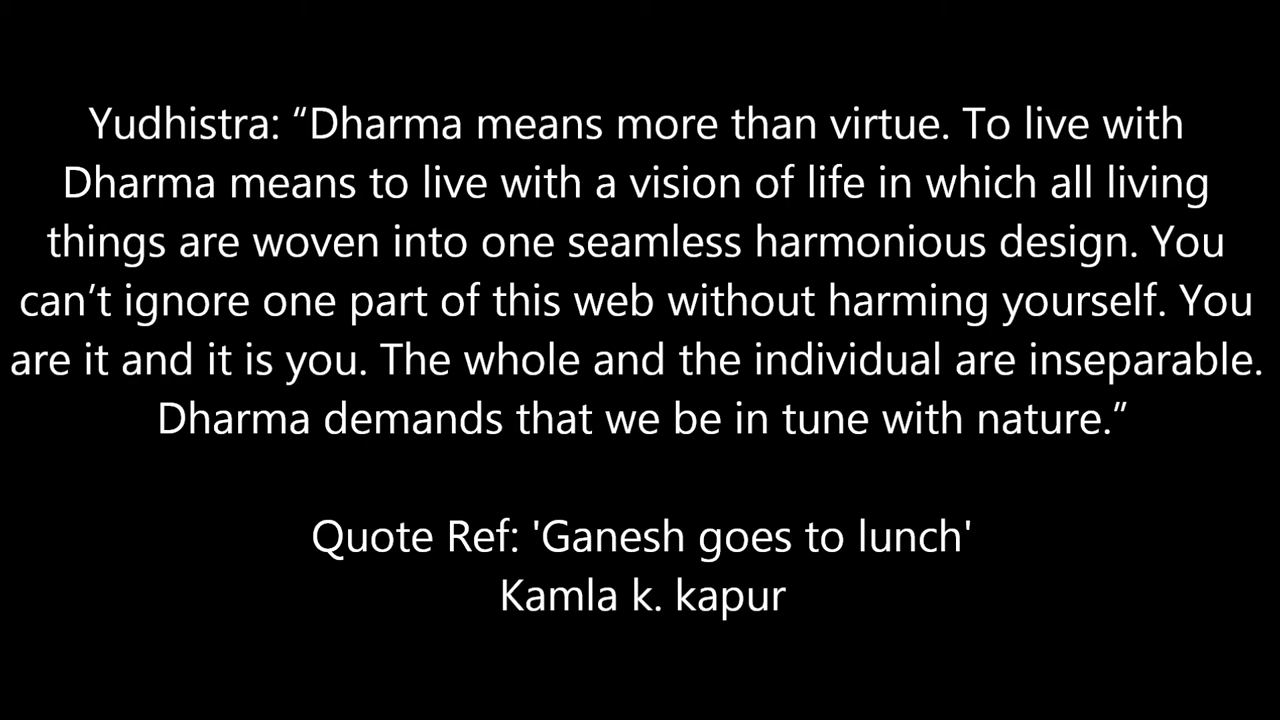 Yudhistra: “Dharma means more than virtue. To live with
Dharma means to live with a vision of life in which all living
things are woven into one seamless harmonious design. You
can’t ignore one part of this web without harming yourself. You
are it and it is you. The whole and the individual are inseparable.
Dharma demands that we be in tune with nature.”
Quote Ref: 'Ganesh goes to lunch'
Kamla k. kapur